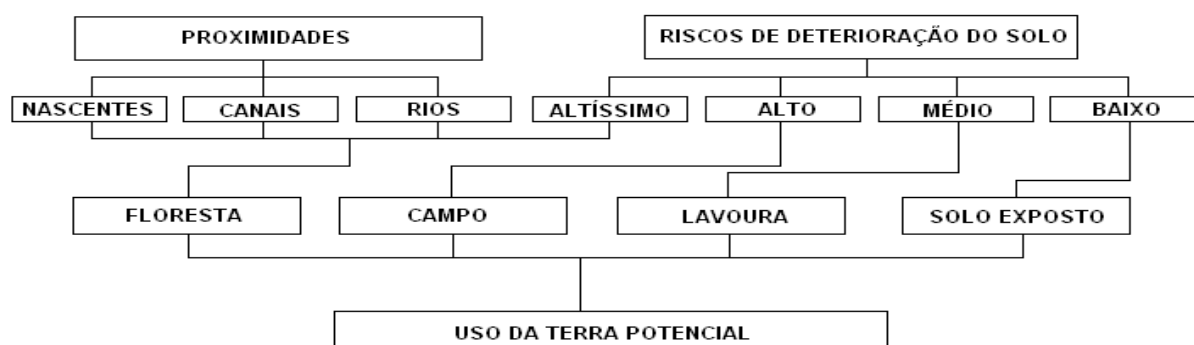 PROXIMIDADES
RISCOS DE DETERIORAÇÃO DO SOLO
NASCENTES
CANAIS
RIOS
ALTÍSSIMO
ALTO
MÉDIO
BAIXO
FLORESTA
CAMPO
LAVOURA
SOLO EXPOSTO
USO DA TERRA POTENCIAL